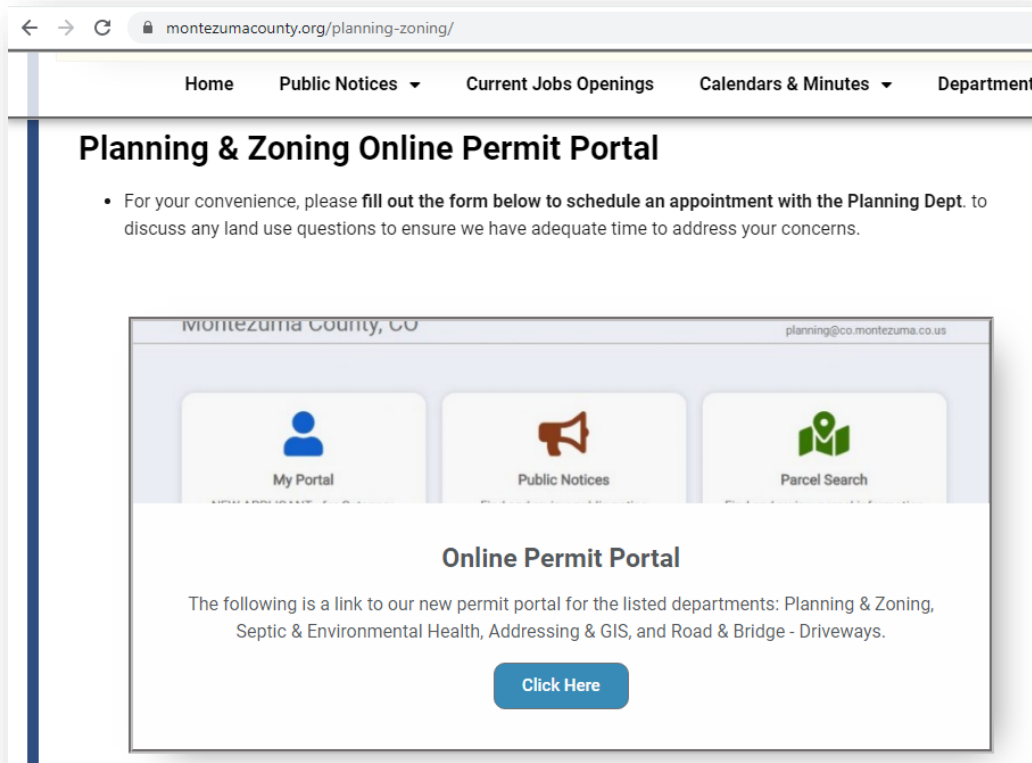 montezumacounty.org/planning-zoning/
Home Public Notices Current Jobs Openings Calendars & Minutes Department
Planning & Zoning Online Permit Portal
• For your convenience, please fill out the form below to schedule an appointment with the Planning Dept. to
discuss any land use questions to ensure we have adequate time to address your concerns.
Montezuma County, CO planning@co.montezuma.co.us
My Portal Public Notices Parcel Search
Online Permit Portal
The following is a link to our new permit portal for the listed departments: Planning & Zoning,
Septic & Environmental Health, Addressing & GIS, and Road & Bridge - Driveways.
Click Here